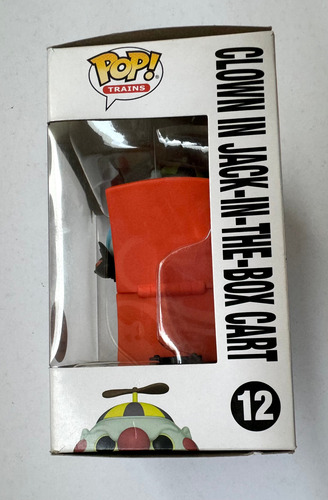 POP!
TRAINS
CLOWN IN JACK-IN-THE-BOX CART
12